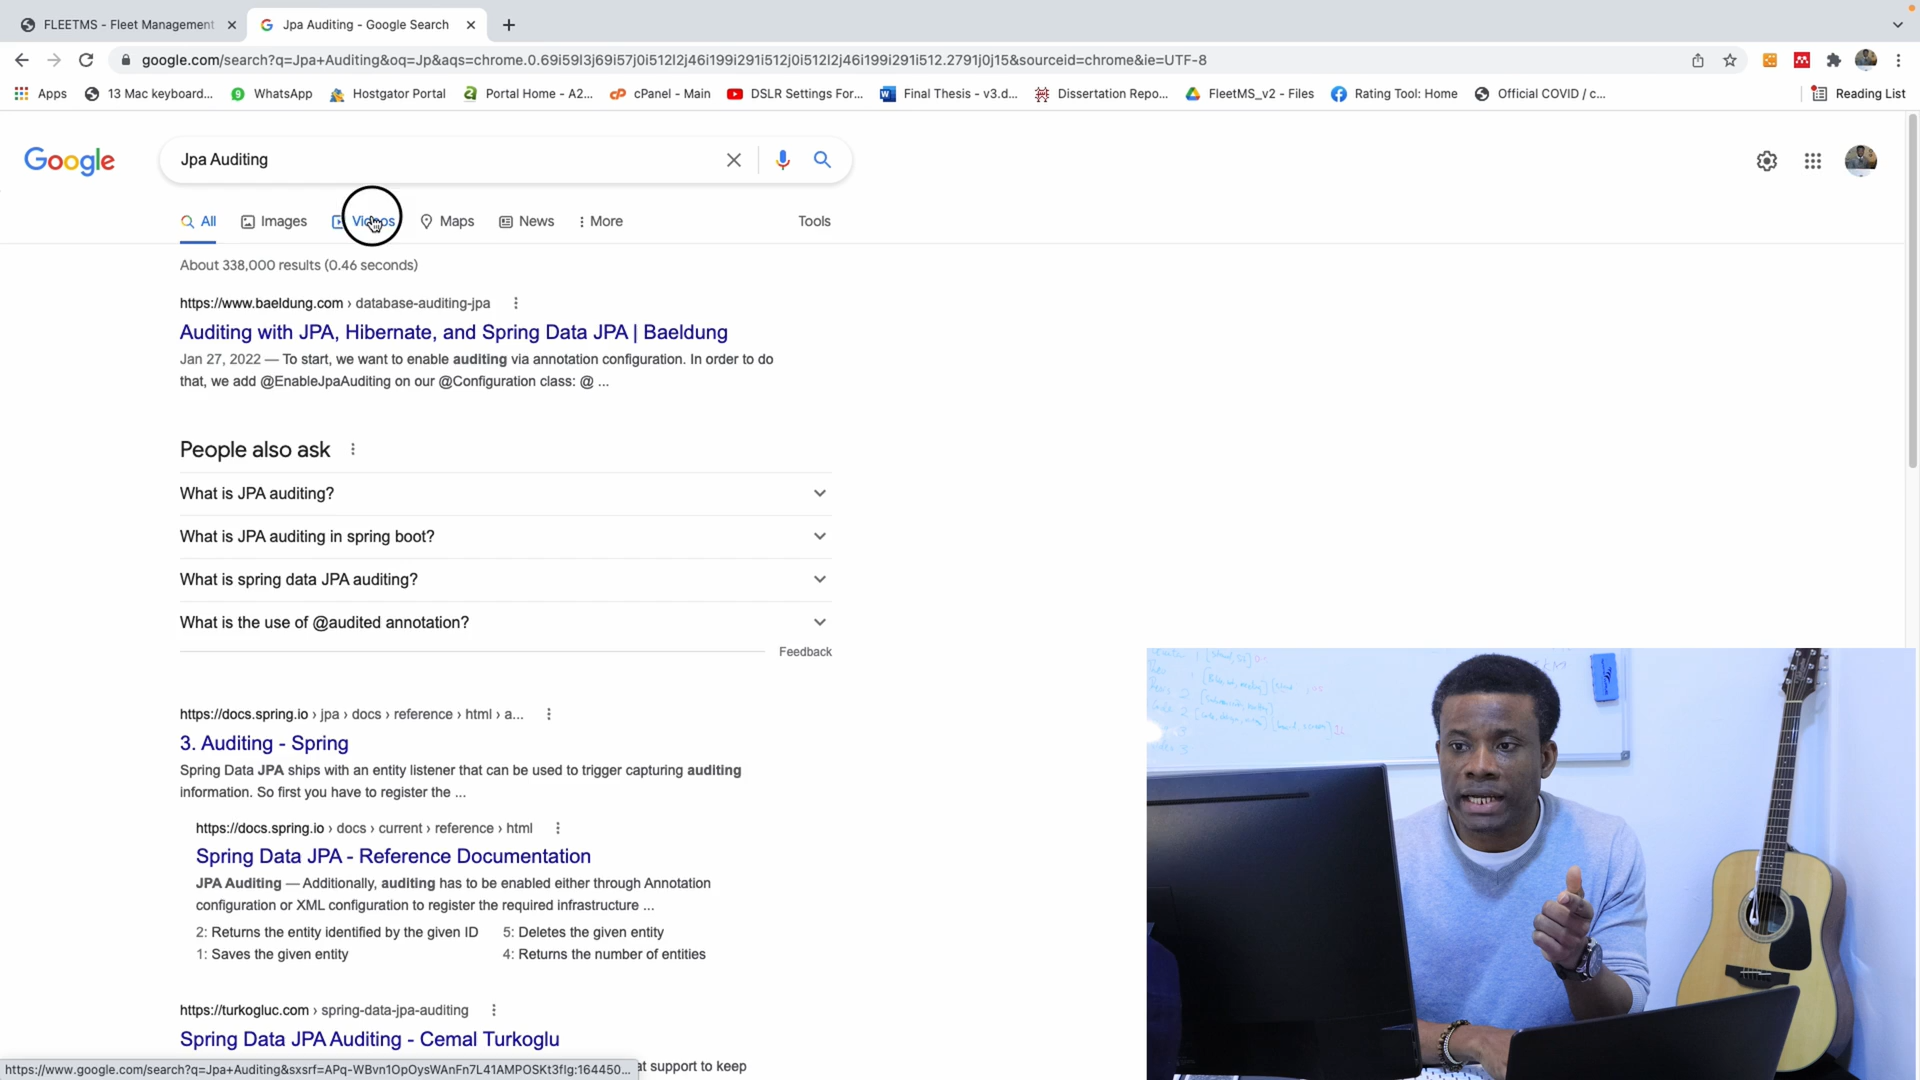 FLEETMS - Fleet Management
Jpa Auditing - Google Search
google.com/search?q=Jpa+Auditing&oq=Jp&aqs=chrome.0.69i59l3j69i57j0i512l2j46i199i291i512j0i512l2j46i199i291i512.2791j0j15&sourceid=chrome&ie=UTF-8
Apps
13 Mac keyboard...
WhatsApp
Hostgator Portal
Portal Home - A2...
cPanel - Main
DSLR Settings For...
Final Thesis - v3.d...
Dissertation Repo...
FleetMS_v2 - Files
Rating Tool: Home
Official COVID / c...
Reading List
Google
Jpa Auditing
All
Images
Videos
Maps
News
More
Tools
About 338,000 results (0.46 seconds)
https://www.baeldung.com › database-auditing-jpa
Auditing with JPA, Hibernate, and Spring Data JPA | Baeldung
Jan 27, 2022 — To start, we want to enable auditing via annotation configuration. In order to do
that, we add @EnableJpaAuditing on our @Configuration class: @ ...
People also ask
What is JPA auditing?
What is JPA auditing in spring boot?
What is spring data JPA auditing?
What is the use of @audited annotation?
Feedback
https://docs.spring.io › jpa › docs › reference › html › a...
3. Auditing - Spring
Spring Data JPA ships with an entity listener that can be used to trigger capturing auditing
information. So first you have to register the ...
https://docs.spring.io › docs › current › reference › html
Spring Data JPA - Reference Documentation
JPA Auditing — Additionally, auditing has to be enabled either through Annotation
configuration or XML configuration to register the required infrastructure ...
2: Returns the entity identified by the given ID
5: Deletes the given entity
1: Saves the given entity
4: Returns the number of entities
https://turkogluc.com › spring-data-jpa-auditing
Spring Data JPA Auditing - Cemal Turkoglu
at support to keep
https://www.google.com/search?q=Jpa+Auditing&sxsrf=APq-WBvn1OpOysWAnFn7L41AMPOSKt3fIg:164450...